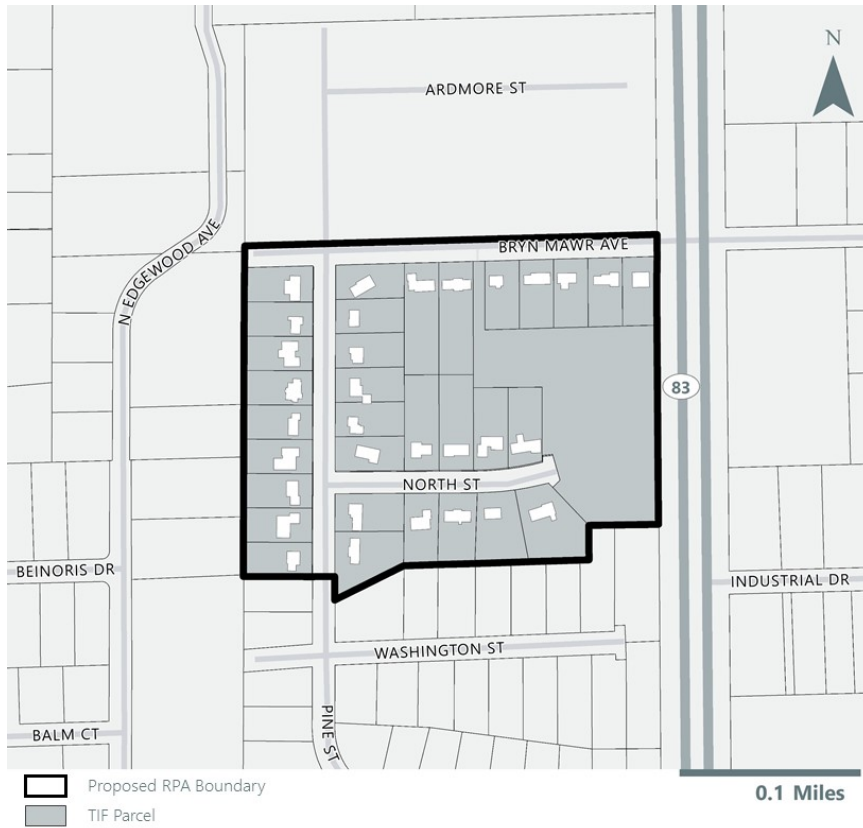 N
ARDMORE ST
BRYN MAWR AVE
N EDGEWOOD AVE
83
NORTH ST
BEINORIS DR
INDUSTRIAL DR
WASHINGTON ST
PINE ST
BALM CT
Proposed RPA Boundary
0.1 Miles
TIF Parcel